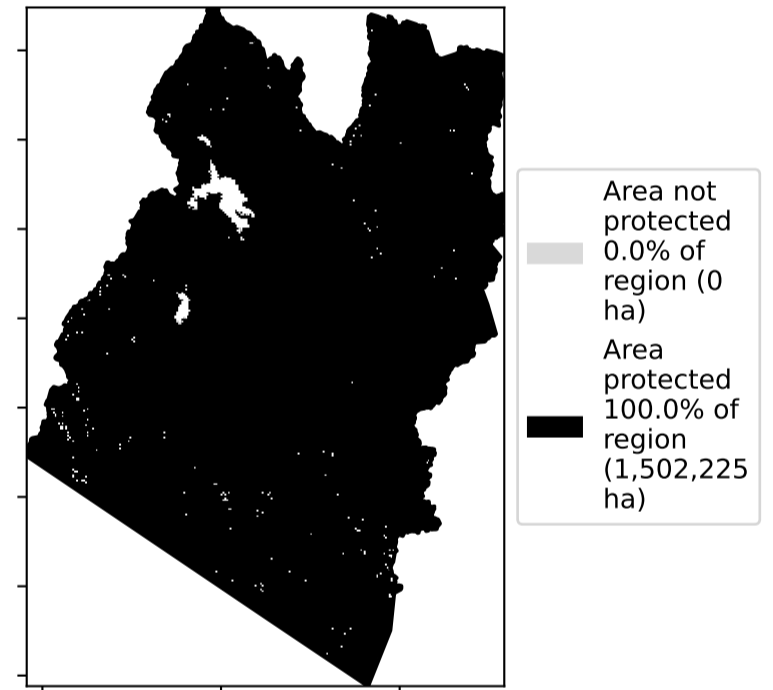 Area not
protected
0.0% of
region (0
ha)
Area
protected
100.0% of
region
(1,502,225
ha)